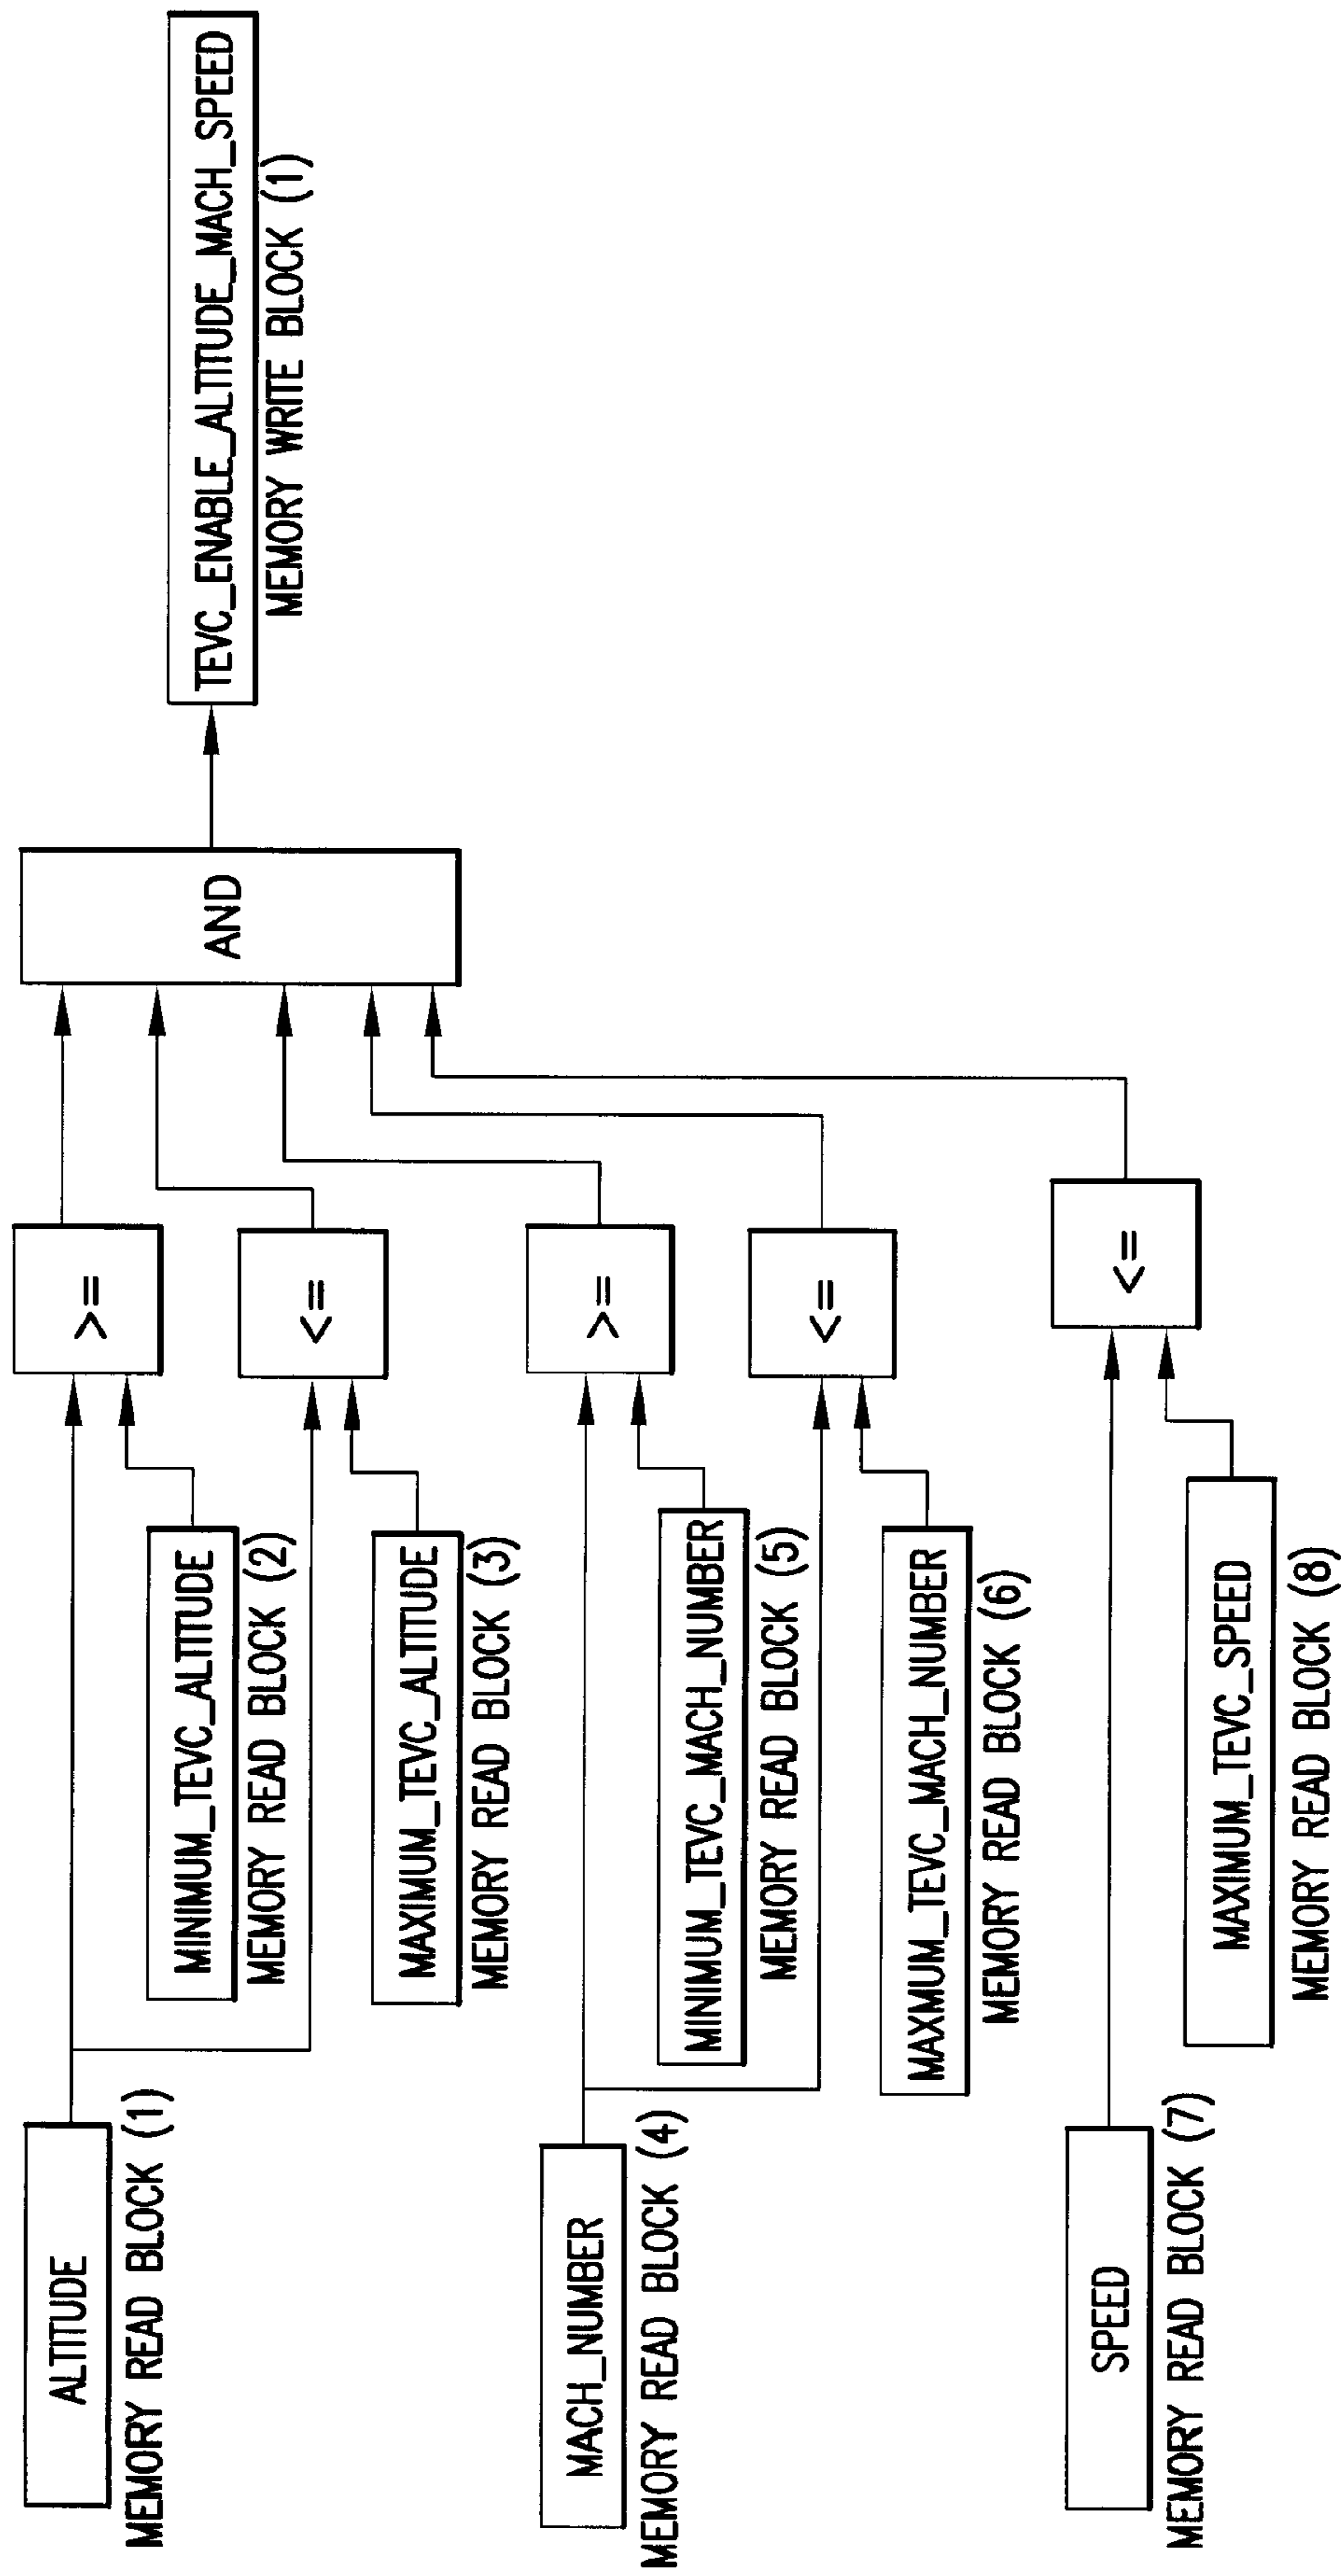 ALTITUDE
MEMORY READ BLOCK (1)
MINIMUM_TEVC_ALTITUDE
MEMORY READ BLOCK (2)
>=
MAXIMUM_TEVC_ALTITUDE
MEMORY READ BLOCK (3)
<=
MACH_NUMBER
MEMORY READ BLOCK (4)
MINIMUM_TEVC_MACH_NUMBER
MEMORY READ BLOCK (5)
>=
MAXMUM_TEVC_MACH_NUMBER
MEMORY READ BLOCK (6)
<=
SPEED
MEMORY READ BLOCK (7)
MAXIMUM_TEVC_SPEED
MEMORY READ BLOCK (8)
<=
AND
TEVC_ENABLE_ALTITUDE_MACH_SPEED
MEMORY WRITE BLOCK (1)